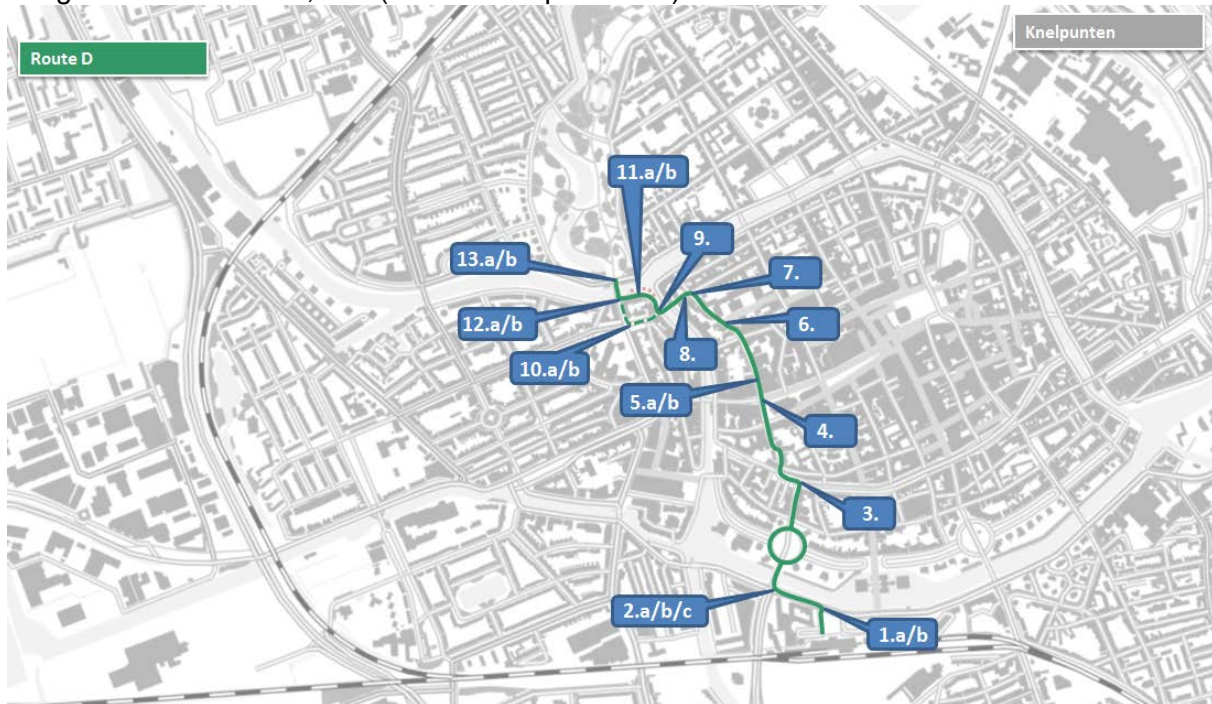 Route D
Knelpunten
11.a/b
9.
13.a/b
7.
12.a/b
6.
8.
10.a/b
5.a/b
4.
3.
2.a/b/c
1.a/b